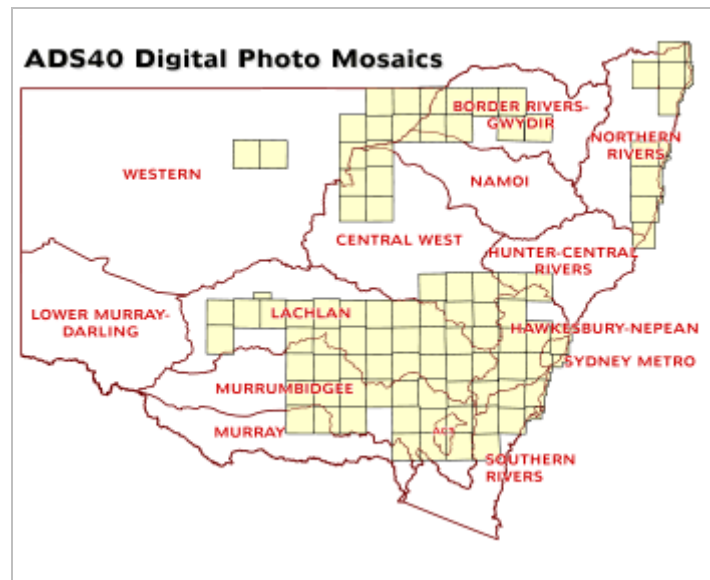 ADS40 Digital Photo Mosaics
BORDER RIVERS-
GWYDIR
NORTHERN
RIVERS
WESTERN
NAMOI
CENTRAL WEST
HUNTER-CENTRAL
RIVERS
LOWER MURRAY-
DARLING
LACHLAN
HAWKESBURY-NEPEAN
SYDNEY METRO
MURRUMBIDGEE
MURRAY
SOUTHERN
RIVERS